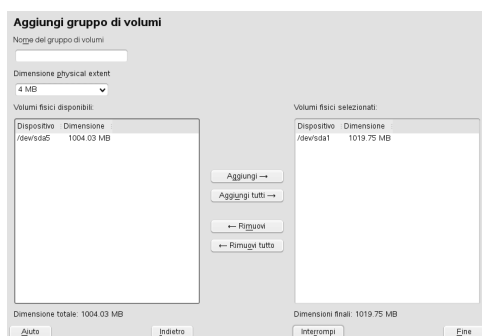 Aggiungi gruppo di volumi
Nome del gruppo di volumi
Dimensione physical extent
4 MB
Volumi fisici disponibili:
Dispositivo Dimensione
/dev/sda5 1004.03 MB
Aggiungi →
Aggiungi tutti →
← Rimuovi
← Rimuovi tutto
Volumi fisici selezionati:
Dispositivo Dimensione
/dev/sda1 1019.75 MB
Dimensione totale: 1004.03 MB
Dimensioni finali: 1019.75 MB
Aiuto
Indietro
Interrompi
Fine